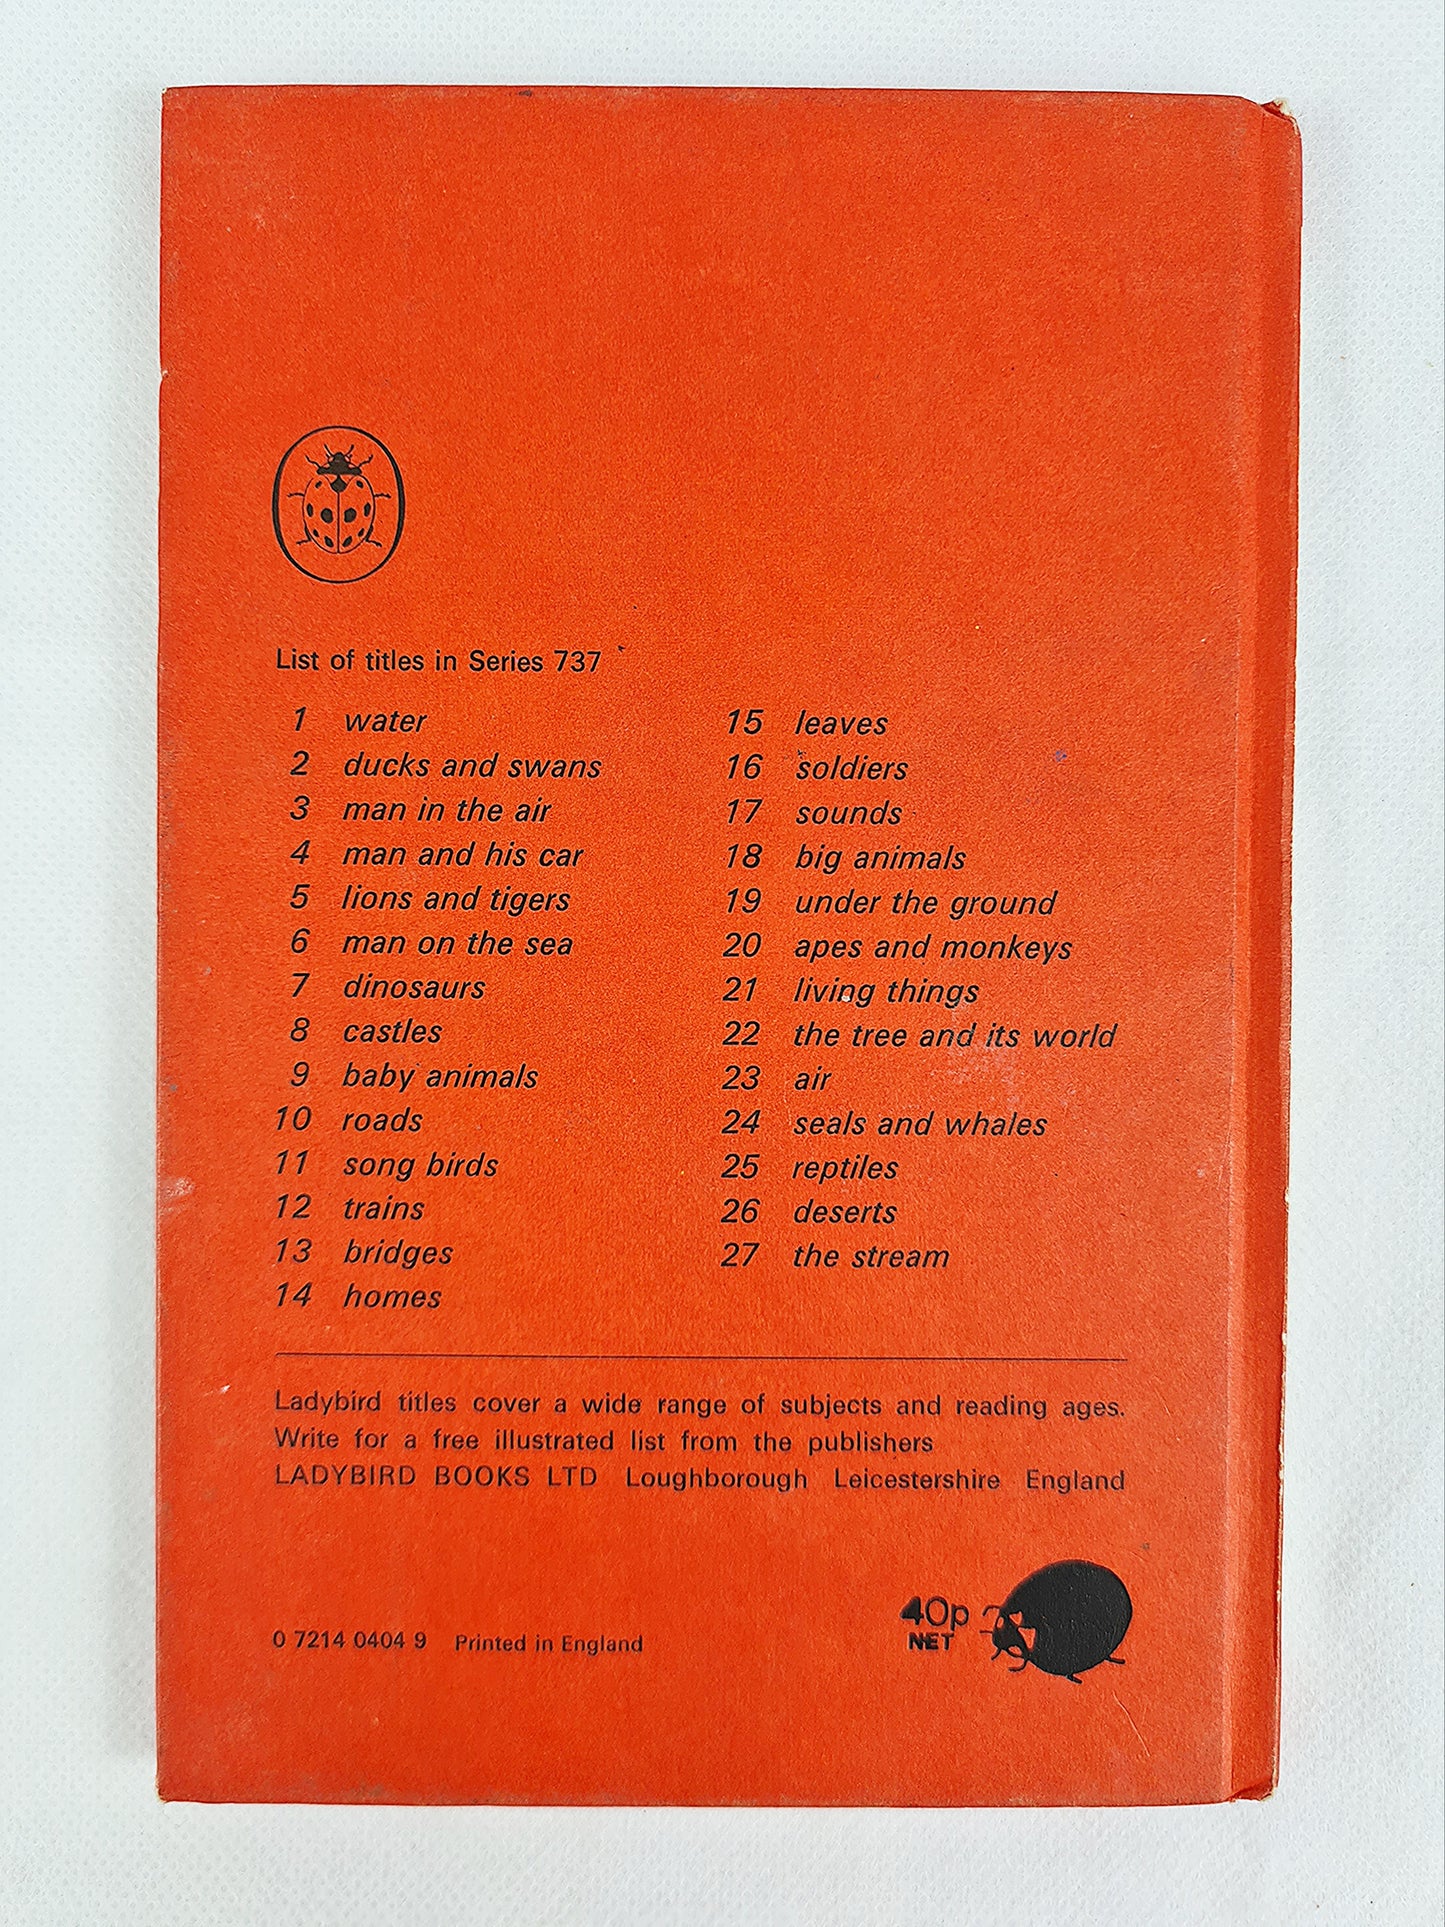 List of titles in Series 737
1 water
2 ducks and swans
3 man in the air
4 man and his car
5 lions and tigers
6 man on the sea
7 dinosaurs
8 castles
9 baby animals
10 roads
11 song birds
12 trains
13 bridges
14 homes
15 leaves
16 soldiers
17 sounds
18 big animals
19 under the ground
20 apes and monkeys
21 living things
22 the tree and its world
23 air
24 seals and whales
25 reptiles
26 deserts
27 the stream
Ladybird titles cover a wide range of subjects and reading ages.
Write for a free illustrated list from the publishers
LADYBIRD BOOKS LTD Loughborough Leicestershire England
40p
NET
0 7214 0404 9 Printed in England